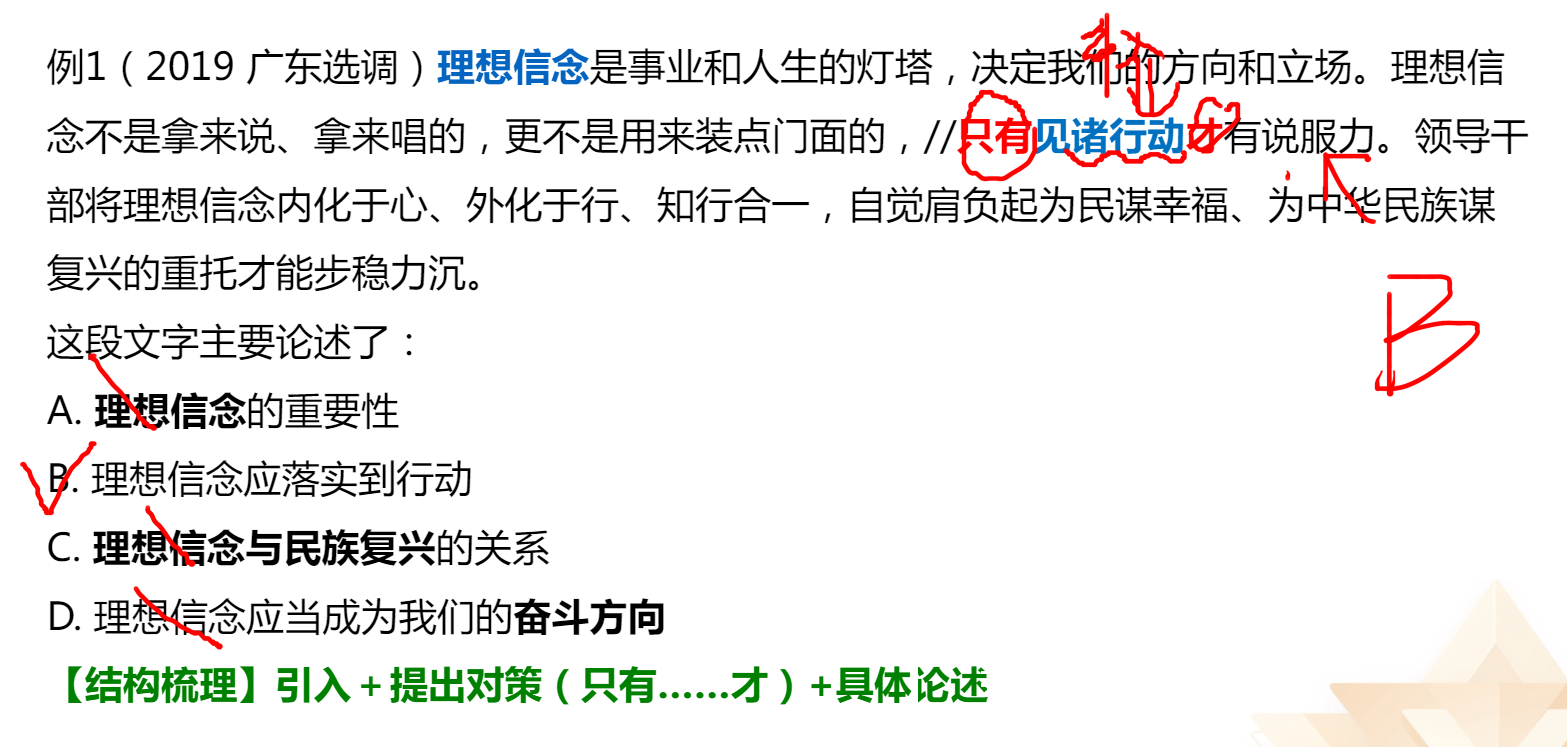 例1（2019 广东选调）理想信念是事业和人生的灯塔，决定我们的方向和立场。理想信
念不是拿来说、拿来唱的，更不是用来装点门面的，//只有见诸行动才有说服力。领导干
部将理想信念内化于心、外化于行、知行合一，自觉肩负起为民谋幸福、为中华民族谋
复兴的重托才能步稳力沉。
B
这段文字主要论述了：
A. 理想信念的重要性
B. 理想信念应落实到行动
C. 理想信念与民族复兴的关系
D. 理想信念应当成为我们的奋斗方向
【结构梳理】引入＋提出对策（只有……才）+具体论述